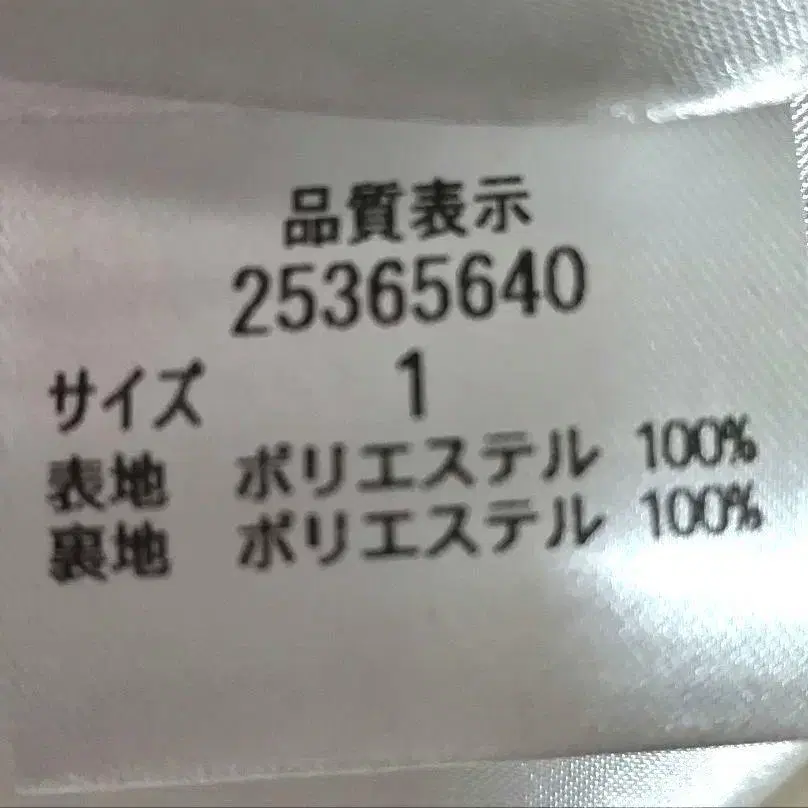 品質表示
25365640
サイズ 1
表地 ポリエステル 100%
裏地 ポリエステル 100%